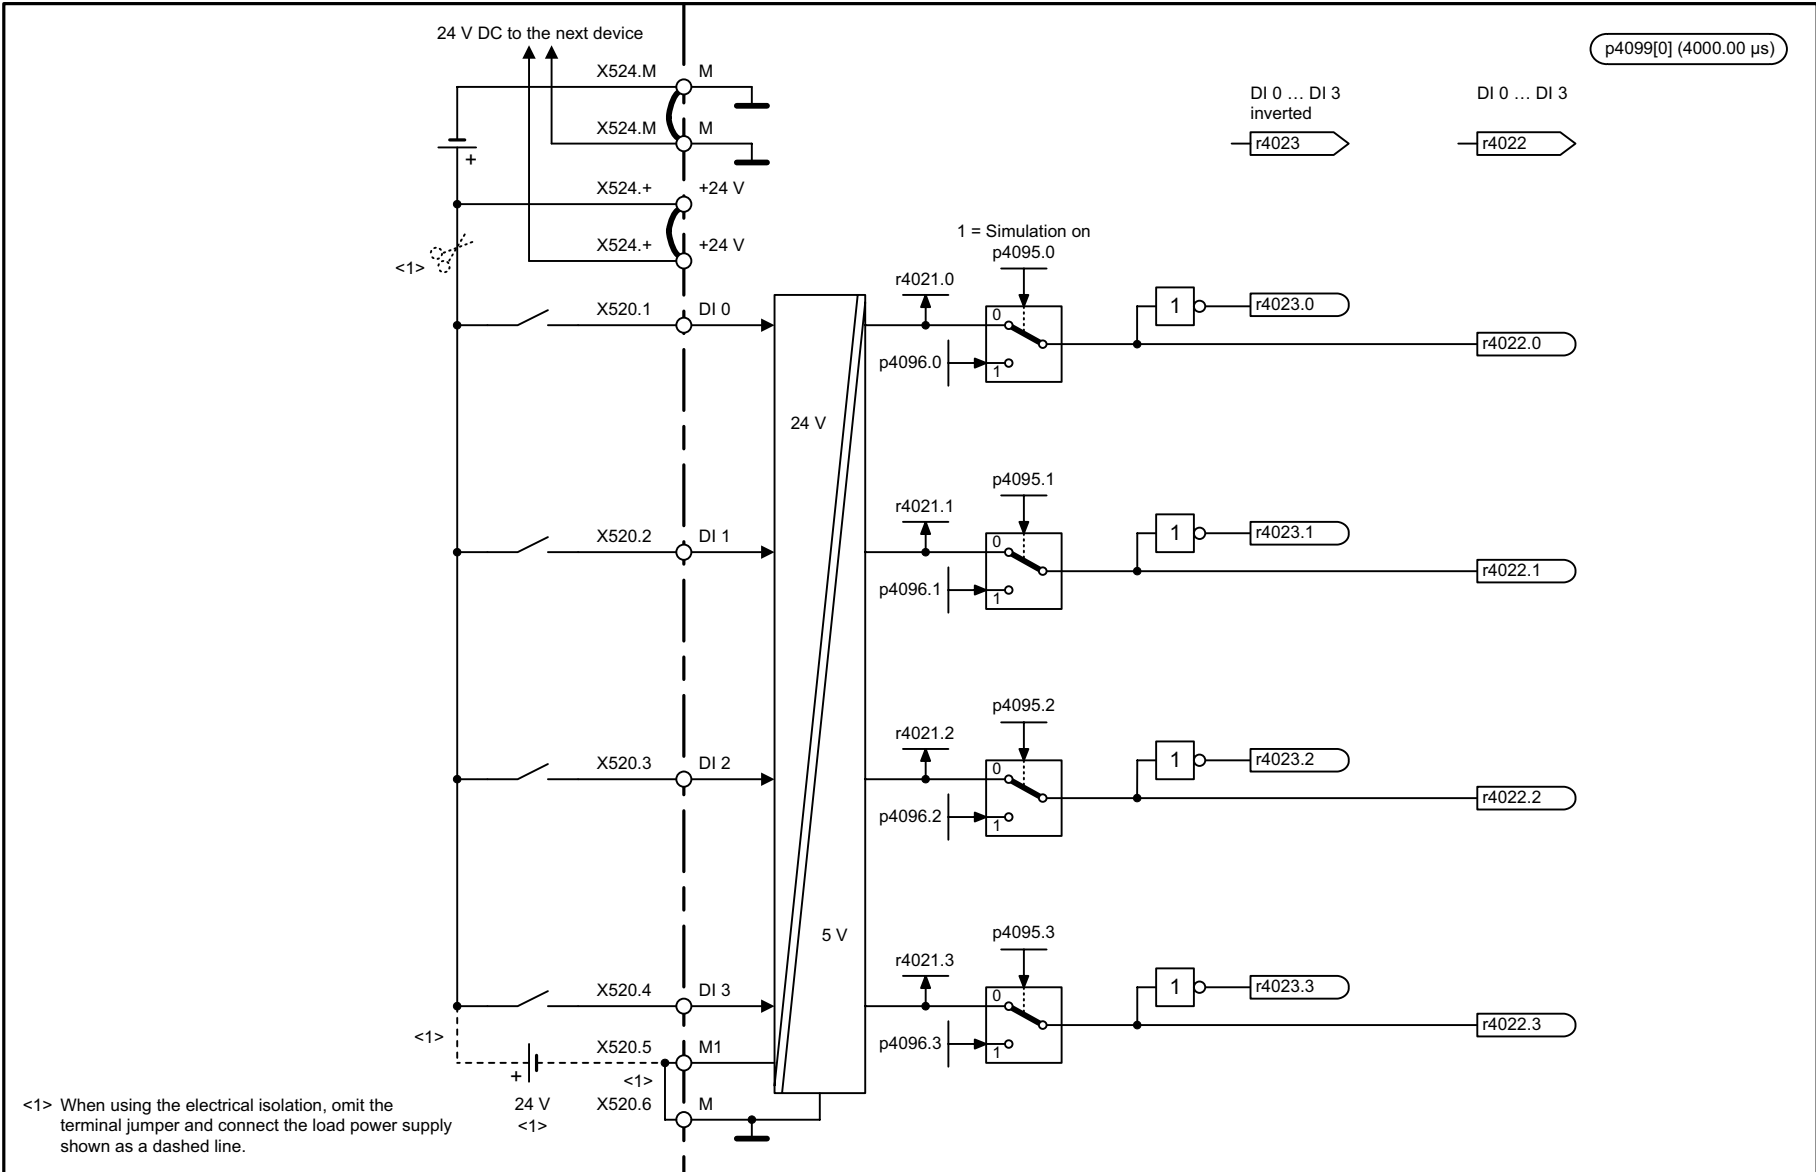 24 V DC to the next device
p4099[0] (4000.00 µs)
X524.M M
DI 0 … DI 3
inverted
DI 0 … DI 3
X524.M M
r4023
r4022
+
X524.+ +24 V
X524.+ +24 V
<1>
1 = Simulation on
p4095.0
r4021.0
X520.1 DI 0
0
1
r4023.0
r4022.0
p4096.0
1
24 V
p4095.1
r4021.1
X520.2 DI 1
0
1
r4023.1
r4022.1
p4096.1
1
p4095.2
r4021.2
X520.3 DI 2
0
1
r4023.2
r4022.2
p4096.2
1
5 V
p4095.3
r4021.3
X520.4 DI 3
0
1
r4023.3
r4022.3
p4096.3
1
<1>
X520.5 M1
+
<1>
24 V
<1>
X520.6 M
<1> When using the electrical isolation, omit the
terminal jumper and connect the load power supply
shown as a dashed line.